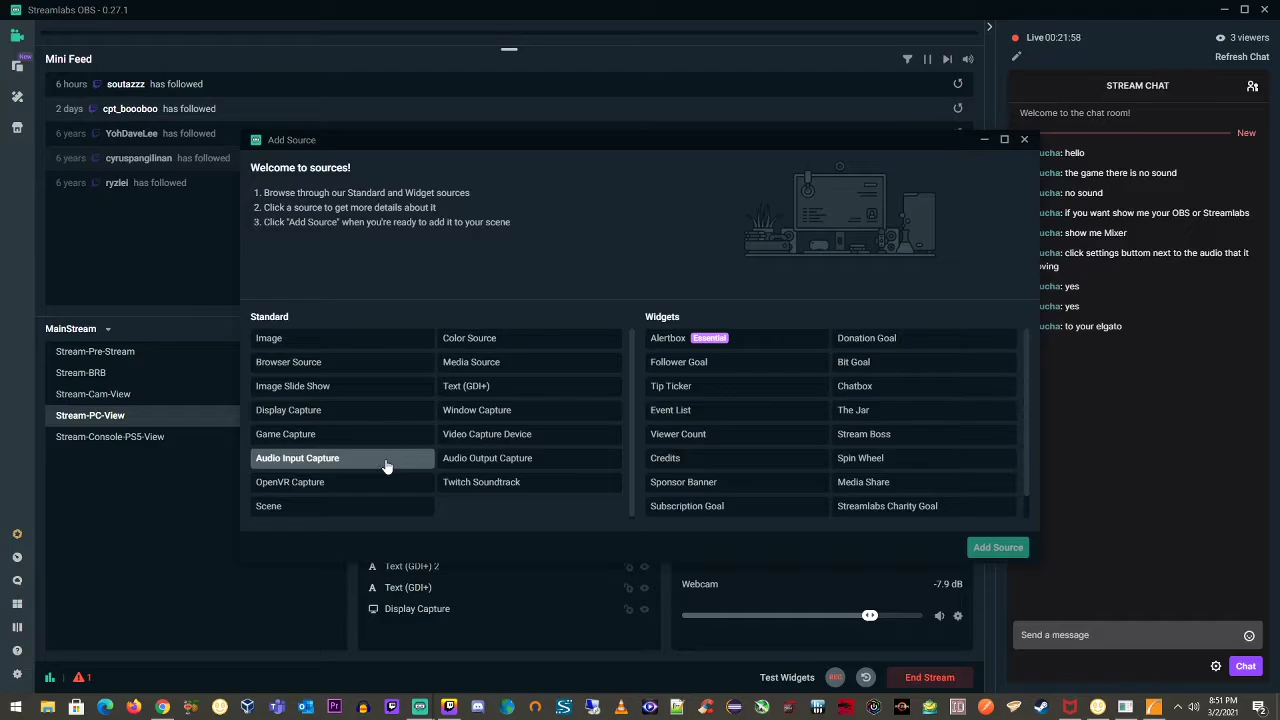 Streamlabs OBS - 0.27.1
New
Mini Feed
6 hours soutazzz has followed
2 days cpt_boooboo has followed
6 years YohDaveLee has followed
6 years cyruspangilinan has followed
6 years ryzlei has followed
Live 00:21:58
3 viewers
Refresh Chat
STREAM CHAT
Welcome to the chat room!
New
ucha: hello
ucha: the game there is no sound
ucha: no sound
ucha: if you want show me your OBS or Streamlabs
ucha: show me Mixer
ucha: click settings buttom next to the audio that it
oving
ucha: yes
ucha: yes
ucha: to your elgato
Send a message
Chat
MainStream
Stream-Pre-Stream
Stream-BRB
Stream-Cam-View
Stream-PC-View
Stream-Console-PS5-View
Add Source
Welcome to sources!
1. Browse through our Standard and Widget sources
2. Click a source to get more details about it
3. Click "Add Source" when you're ready to add it to your scene
Standard
Image
Color Source
Browser Source
Media Source
Image Slide Show
Text (GDI+)
Display Capture
Window Capture
Game Capture
Video Capture Device
Audio Input Capture
Audio Output Capture
OpenVR Capture
Twitch Soundtrack
Scene
Widgets
Alertbox Essential
Donation Goal
Follower Goal
Bit Goal
Tip Ticker
Chatbox
Event List
The Jar
Viewer Count
Stream Boss
Credits
Spin Wheel
Sponsor Banner
Media Share
Subscription Goal
Streamlabs Charity Goal
Add Source
Text (GDI+) 2
Text (GDI+)
Display Capture
Webcam
-7.9 dB
1
Test Widgets
REC
End Stream
8:51 PM
3/2/2021